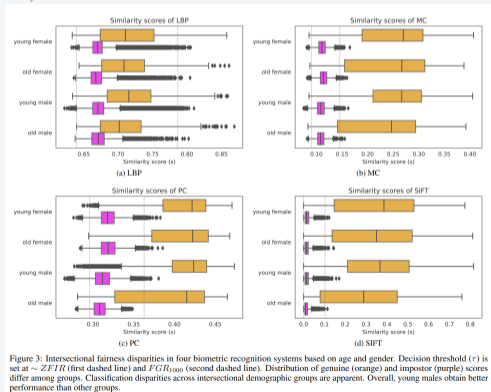 Similarity scores of LBP
young female
old female
young male
old male
0.65 0.70 0.75 0.80 0.85
Similarity score (s)
(a) LBP
Similarity scores of MC
young female
old female
young male
old male
0.10 0.15 0.20 0.25 0.30 0.35 0.40
Similarity score (s)
(b) MC
Similarity scores of PC
young female
old female
young male
old male
0.30 0.35 0.40 0.45
Similarity score (s)
(c) PC
Similarity scores of SIFT
young female
old female
young male
old male
0.0 0.1 0.2 0.3 0.4 0.5 0.6 0.7 0.8
Similarity score (s)
(d) SIFT
Figure 3: Intersectional fairness disparities in four biometric recognition systems based on age and gender. Decision threshold (τ) is
set at ∼ ZFIR (first dashed line) and FGR1000 (second dashed line). Distribution of genuine (orange) and impostor (purple) scores
differ among groups. Classification disparities across intersectional demographic groups are apparent. Overall, young males obtain better
performance than other groups.